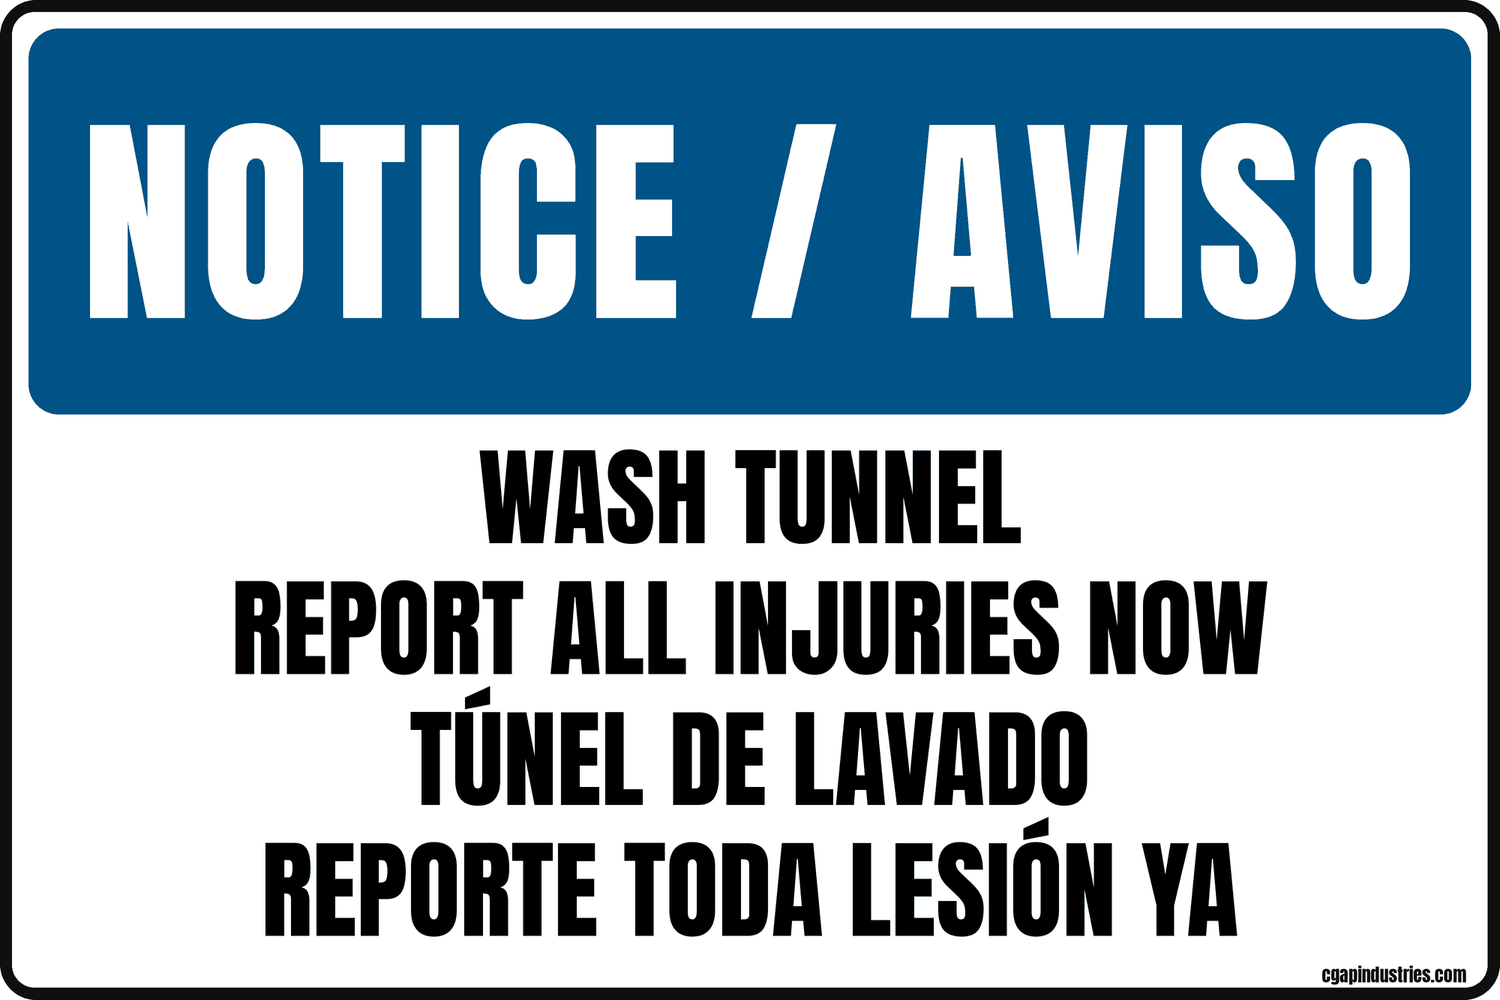 NOTICE / AVISO
WASH TUNNEL
REPORT ALL INJURIES NOW
TÚNEL DE LAVADO
REPORTE TODA LESIÓN YA
cgapindustries.com